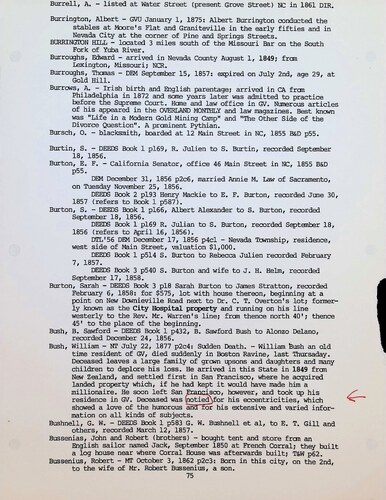 Burrell, A. - listed at Water Street (present Grove Street) NC in 1861 DIR.
Burrington, Albert - GVU January 1, 1875: Albert Burrington conducted the
stables at Moore's Flat and Graniteville in the early fifties and in
Nevada City at the corner of Pine and Springs Streets.
BURRINGTON HILL - located 3 miles south of the Missouri Bar on the South
Fork of Yuba River.
Burroughs, Edward - arrived in Nevada County August 1, 1849; from
Lexington, Missouri; NCR.
Burroughs, Thomas - DEM September 15, 1857: expired on July 2nd, age 29, at
Gold Hill.
Burrows, A. - Irish birth and English parentage; arrived in CA from
Philadelphia in 1872 and some years later was admitted to practice
before the Supreme Court. Home and law office in GV. Numerous articles
of his appeared in the OVERLAND MONTHLY and law magazines. Best known
was "Life in a Modern Gold Mining Camp" and "The Other Side of the
Divorce Question". A prominent Pythian.
Bursch, O. - blacksmith, boarded at 12 Main Street in NC, 1855 B&D p55.
Burtin, S. - DEEDS Book 1 p169, R. Julien to S. Burtin, recorded September
18, 1856.
Burton, E. F. - California Senator, office 46 Main Street in NC, 1855 B&D
p55.
DEM December 31, 1856 p2c6, married Annie M. Law of Sacramento,
on Tuesday November 25, 1856.
DEEDS Book 2 p193 Henry Mackie to E. F. Burton, recorded June 30,
1857 (refers to Book 1 p587).
Burton, S. - DEEDS Book 1 p166, Albert Alexander to S. Burton, recorded
September 18, 1856.
DEEDS Book 1 p169 R. Julian to S. Burton, recorded September 18,
1856 (refers to April 16, 1856).
DTL'56 DEM December 17, 1856 p4c1 - Nevada Township, residence,
west side of Main Street, valuation $1,000.
DEEDS Book 1 p514 S. Burton to Rebecca Julien recorded February
7, 1857.
DEEDS Book 3 p540 S. Burton and wife to J. H. Helm, recorded
September 17, 1858.
Burton, Sarah - DEEDS Book 3 p18 Sarah Burton to James Stratton, recorded
February 6, 1858: for $575, lot with house thereon, beginning at a
point on New Downieville Road next to Dr. C. T. Overton's lot; former-
ly known as the City Hospital property and running on his line
westerly to the Rev. Mr. Warren's line; from thence north 40'; thence
45' to the place of the beginning.
Bush, B. Sawford - DEEDS Book 1 p432, B. Sawford Bush to Alonzo Delano,
recorded December 24, 1856.
Bush, William - MT July 22, 1877 p2c4: Sudden Death. - William Bush an old
time resident of GV, died suddenly in Boston Ravine, last Thursday.
Deceased leaves a large family of grown upsons and daughters and many
children to deplore his loss. He arrived in this State in 1849 from
New Zealand, and settled first in San Francisco, where he acquired
landed property which, if he had kept it would have made him a
millionaire. He soon left San Francisco, however, and took up his
residence in GV. Deceased was notied for his eccentricities, which
showed a love of the humorous and for his extensive and varied infor-
mation on all kinds of subjects.
Bushnell, G. W. - DEEDS Book 1 p583 G. W. Bushnell et al, to E. T. Gill and
others, recorded March 12, 1857.
Bussenius, John and Robert (brothers) - bought tent and store from an
English sailor named Jack, September 1850 at French Corral; they built
a log house near where Corral House was afterwards built; T&W p62.
Bussenius, Robert - MT October 3, 1862 p2c3: Born in this city, on the 2nd,
to the wife of Mr. Robert Bussenius, a son.
75